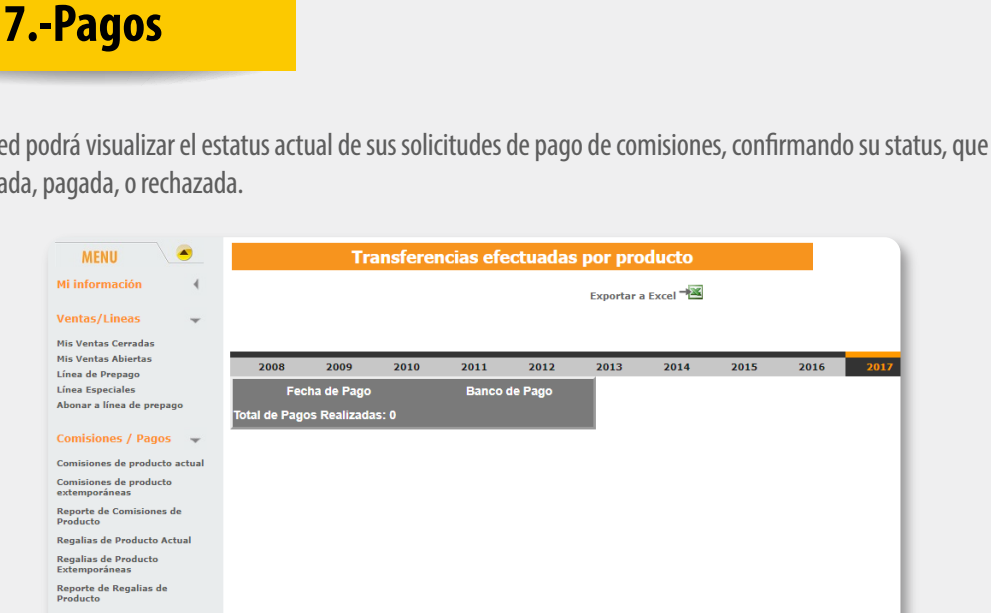 7.-Pagos
ed podrá visualizar el estatus actual de sus solicitudes de pago de comisiones, confirmando su status, que
ada, pagada, o rechazada.
MENU
Mi información
Ventas/Lineas
Mis Ventas Cerradas
Mis Ventas Abiertas
Línea de Prepago
Línea Especiales
Abonar a línea de prepago
Comisiones / Pagos
Comisiones de producto actual
Comisiones de producto
extemporáneas
Reporte de Comisiones de
Producto
Regalias de Producto Actual
Regalias de Producto
Extemporáneas
Reporte de Regalias de
Producto
Transferencias efectuadas por producto
Exportar a Excel
2008 2009 2010 2011 2012 2013 2014 2015 2016 2017
Fecha de Pago Banco de Pago
Total de Pagos Realizadas: 0